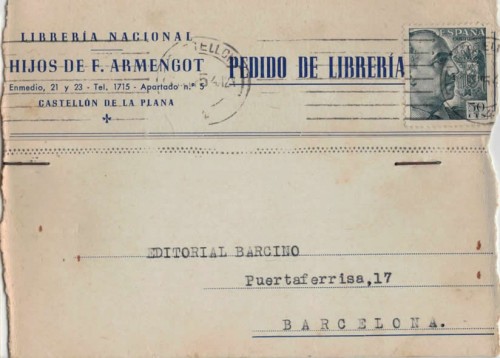 LIBRERÍA NACIONAL
HIJOS DE F. ARMENGOT
Enmedio, 21 y 23 - Tel. 1715 - Apartado n.º 5
CASTELLÓN DE LA PLANA
PEDIDO DE LIBRERÍA
ESPAÑA
EDITORIAL BARCINO
Puertaferrisa,17
BARCELONA.